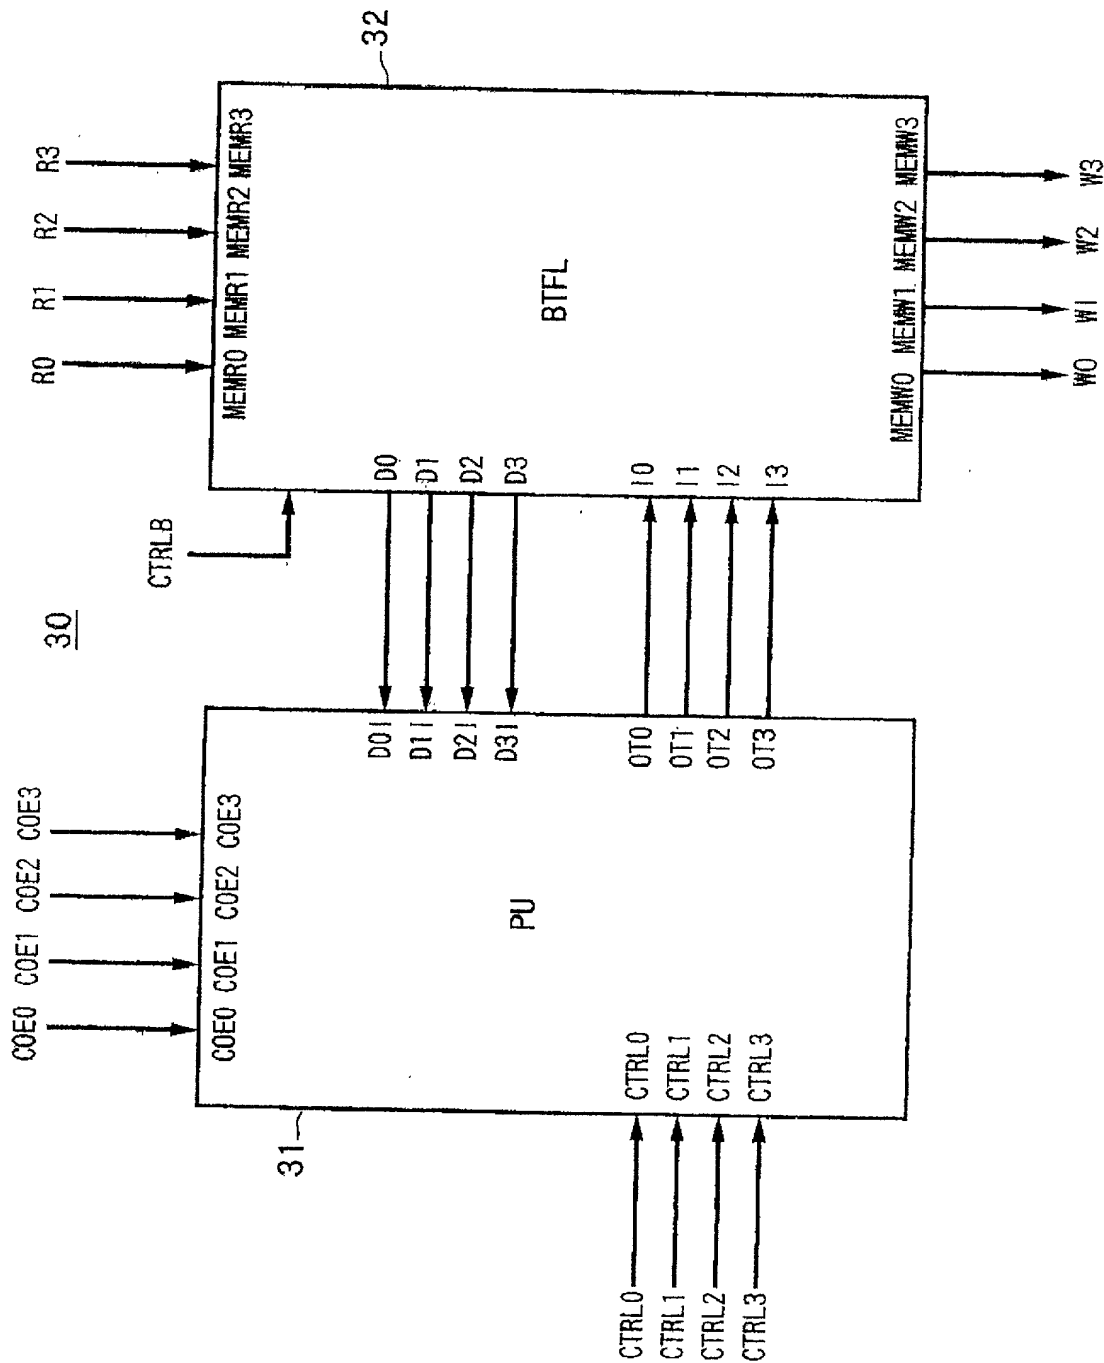 30
COE0 COE1 COE2 COE3
COE0 COE1 COE2 COE3
31
PU
CTRL0 CTRL0
CTRL1 CTRL1
CTRL2 CTRL2
CTRL3 CTRL3
D0I
D1I
D2I
D3I
OT0
OT1
OT2
OT3
CTRLB
R0 R1 R2 R3
MEMR0 MEMR1 MEMR2 MEMR3
32
BTFL
D0
D1
D2
D3
I0
I1
I2
I3
MEMW0 MEMW1 MEMW2 MEMW3
W0 W1 W2 W3